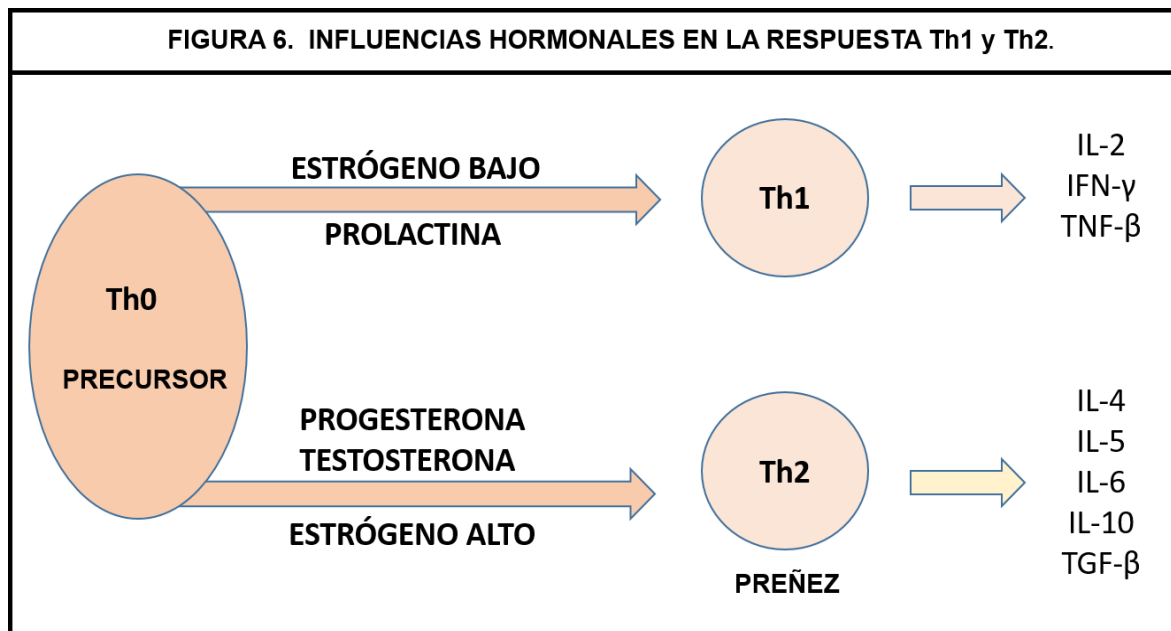 FIGURA 6. INFLUENCIAS HORMONALES EN LA RESPUESTA Th1 y Th2.
ESTRÓGENO BAJO
PROLACTINA
Th0
PRECURSOR
PROGESTERONA
TESTOSTERONA
ESTRÓGENO ALTO
Th1
IL-2
IFN-γ
TNF-β
Th2
PREÑEZ
IL-4
IL-5
IL-6
IL-10
TGF-β